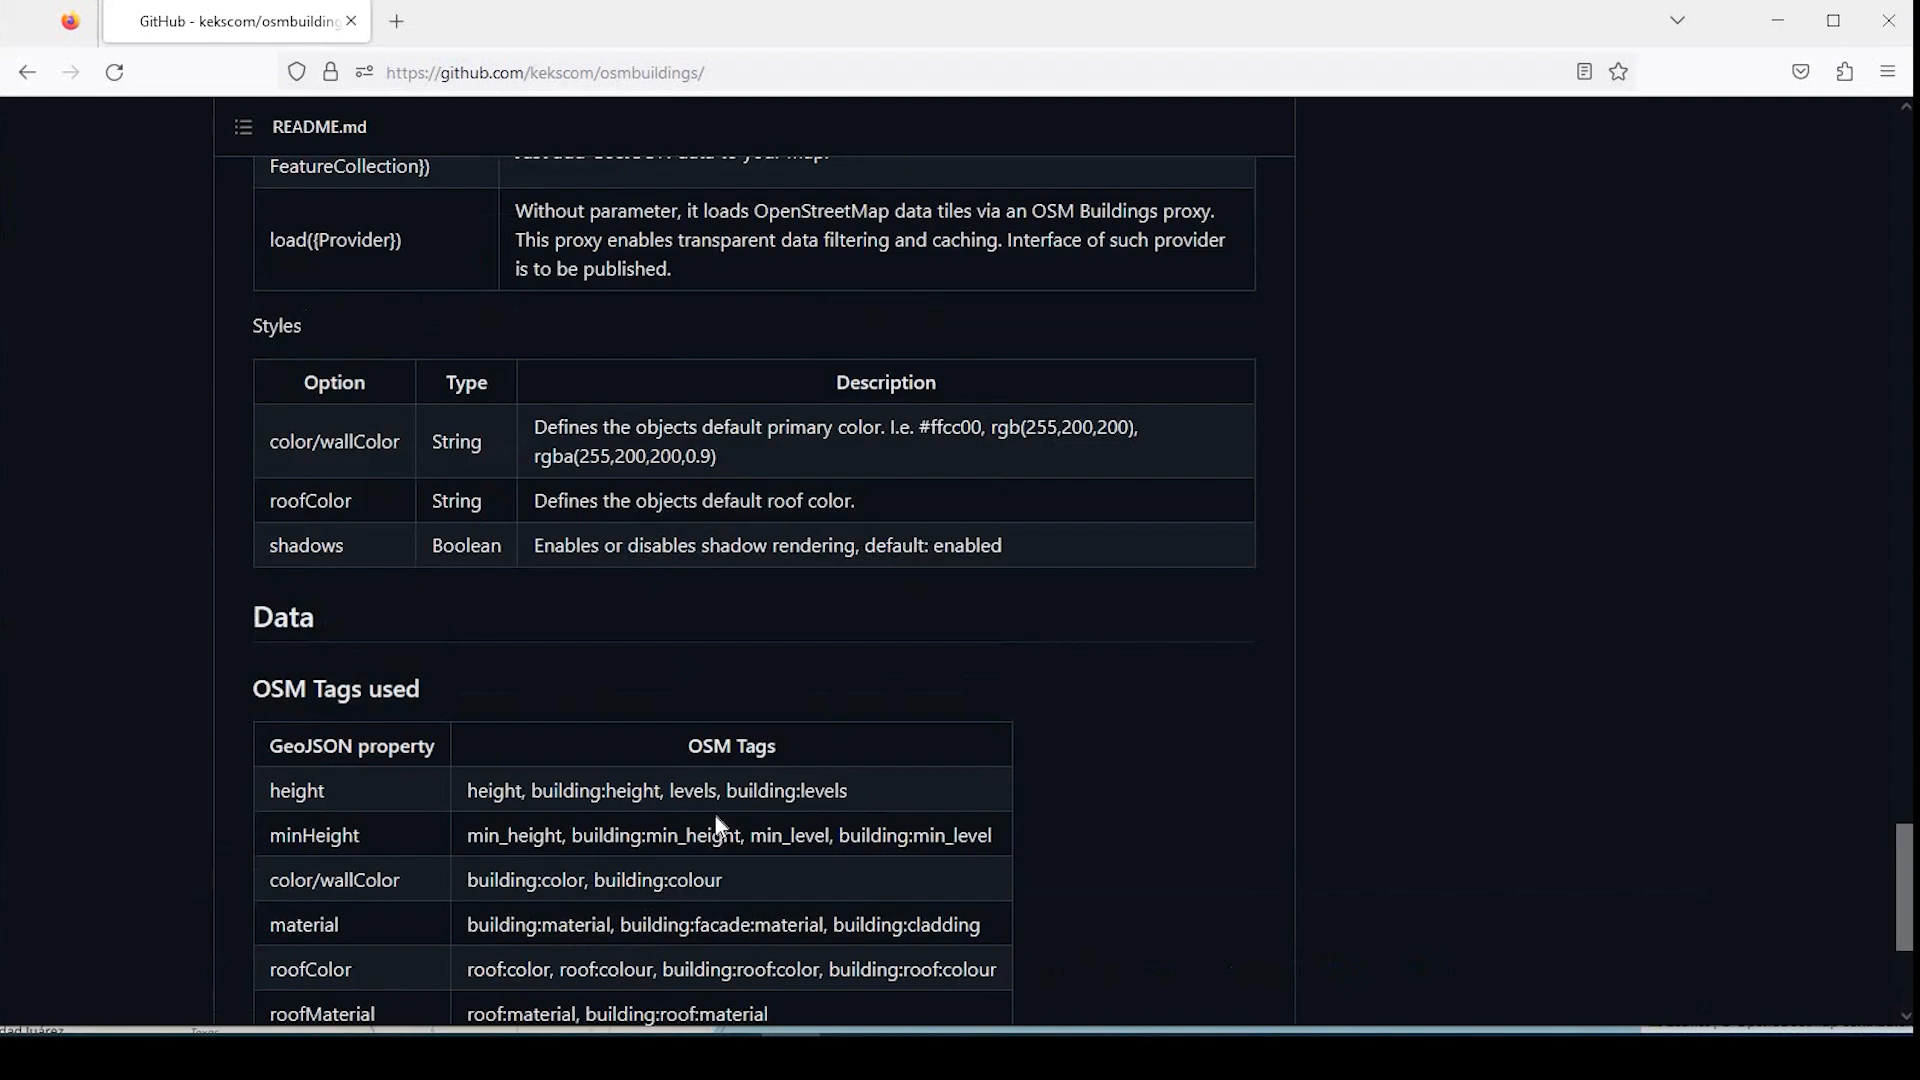 GitHub - kekscom/osmbuilding
https://github.com/kekscom/osmbuildings/
README.md
FeatureCollection})
load({Provider})
Without parameter, it loads OpenStreetMap data tiles via an OSM Buildings proxy.
This proxy enables transparent data filtering and caching. Interface of such provider
is to be published.
Styles
Option Type Description
color/wallColor String Defines the objects default primary color. I.e. #ffcc00, rgb(255,200,200),
rgba(255,200,200,0.9)
roofColor String Defines the objects default roof color.
shadows Boolean Enables or disables shadow rendering, default: enabled
Data
OSM Tags used
GeoJSON property OSM Tags
height height, building:height, levels, building:levels
minHeight min_height, building:min_height, min_level, building:min_level
color/wallColor building:color, building:colour
material building:material, building:facade:material, building:cladding
roofColor roof:color, roof:colour, building:roof:color, building:roof:colour
roofMaterial roof:material, building:roof:material